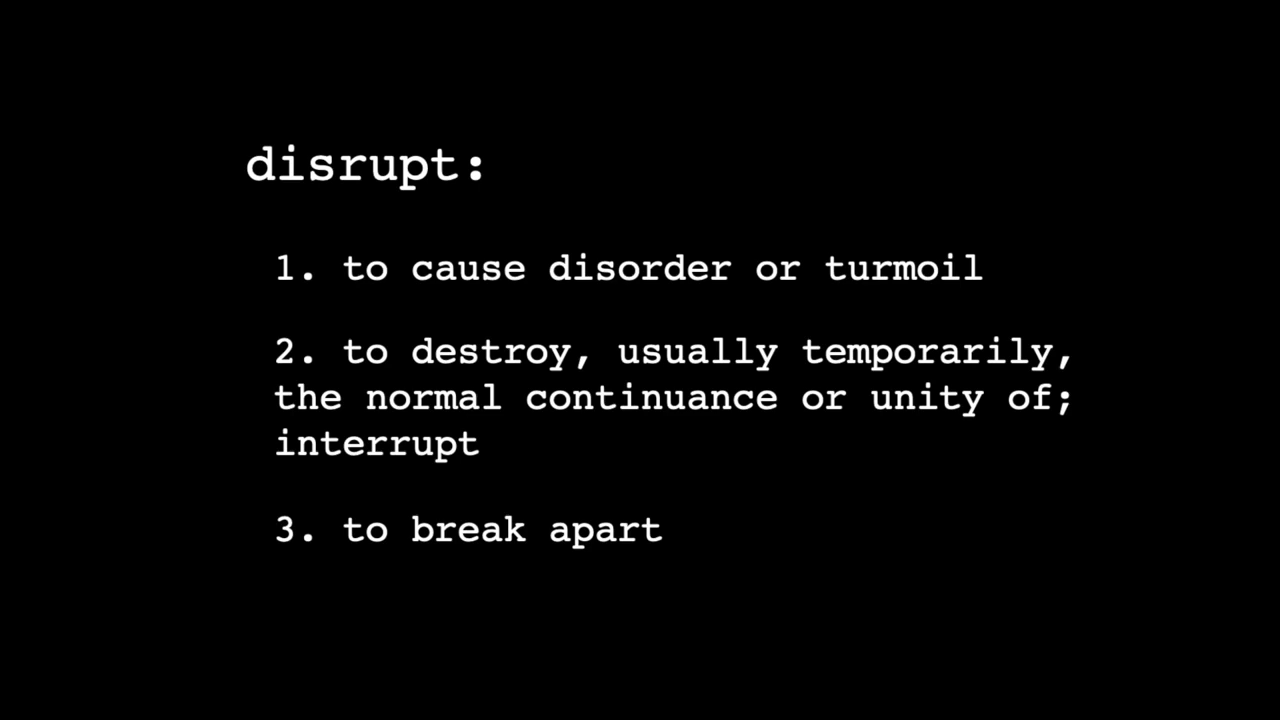 disrupt:
1. to cause disorder or turmoil
2. to destroy, usually temporarily,
the normal continuance or unity of;
interrupt
3. to break apart